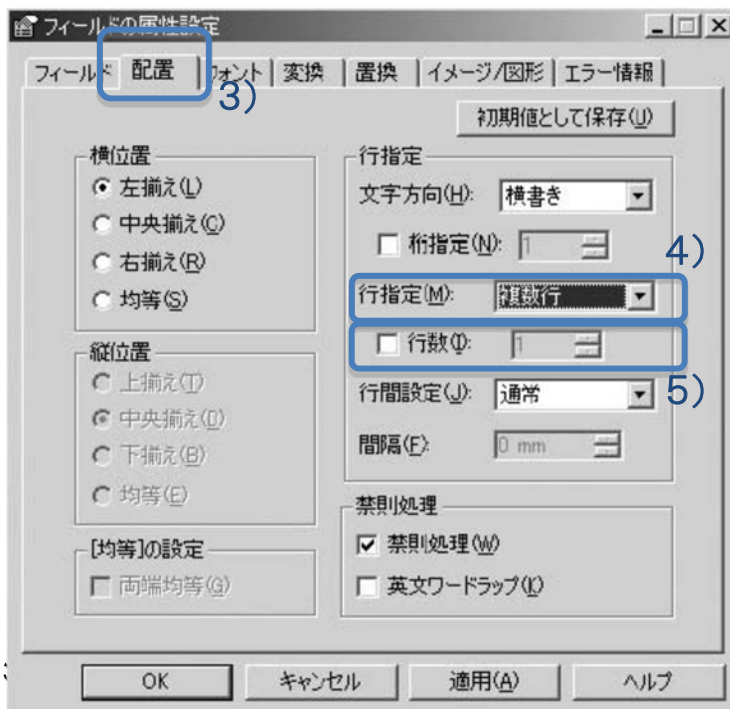 フィールドの属性設定
フィールド 配置 フォント 変換 置換 イメージ/図形 エラー情報
3)
初期値として保存(U)
横位置
左揃え(L)
中央揃え(C)
右揃え(R)
均等(S)
縦位置
上揃え(T)
中央揃え(D)
下揃え(B)
均等(E)
[均等]の設定
両端均等(G)
行指定
文字方向(H): 横書き
桁指定(N): 1
4)
行指定(M): 複数行
行数(I): 1
5)
行間設定(J): 通常
間隔(F): 0 mm
禁則処理
禁則処理(W)
英文ワードラップ(K)
OK キャンセル 適用(A) ヘルプ